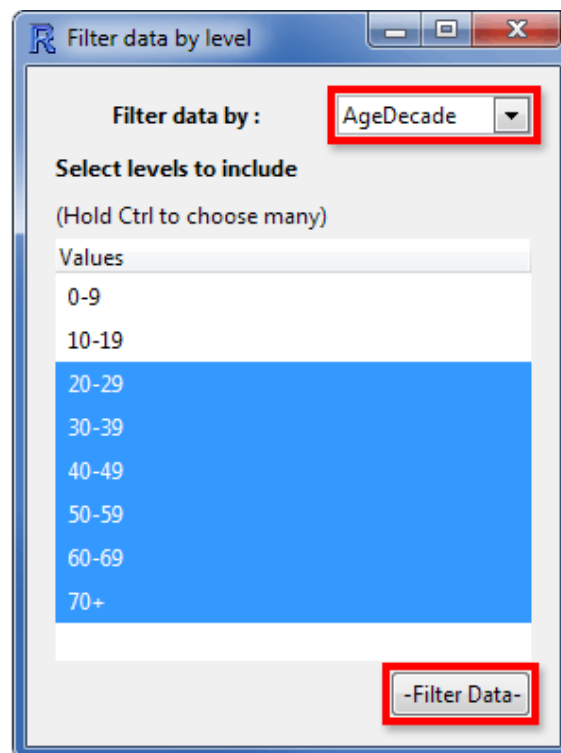 Filter data by level
Filter data by : AgeDecade
Select levels to include
(Hold Ctrl to choose many)
Values
0-9
10-19
20-29
30-39
40-49
50-59
60-69
70+
-Filter Data-